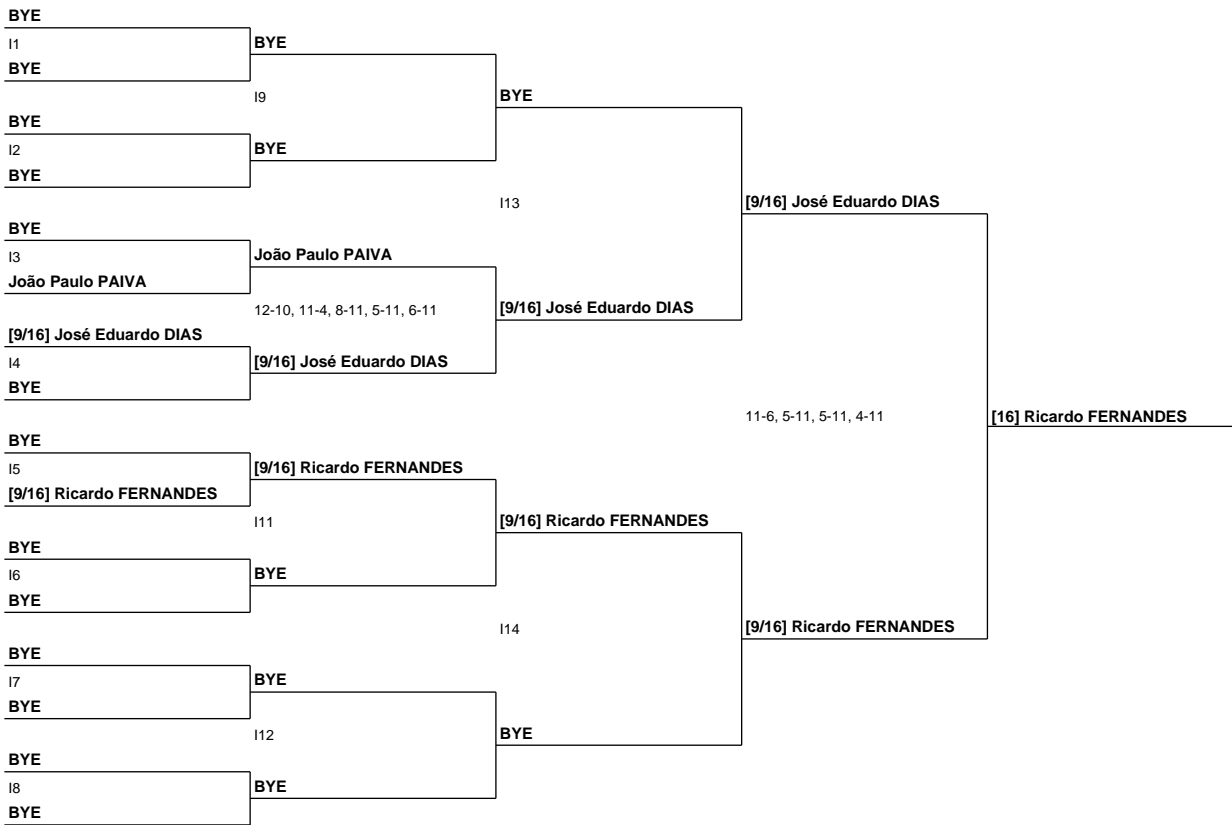 BYE
I1
BYE
BYE
I9
BYE
BYE
I2
BYE
BYE
I13
[9/16] José Eduardo DIAS
BYE
I3
João Paulo PAIVA
João Paulo PAIVA
12-10, 11-4, 8-11, 5-11, 6-11
[9/16] José Eduardo DIAS
[9/16] José Eduardo DIAS
I4
[9/16] José Eduardo DIAS
BYE
11-6, 5-11, 5-11, 4-11
[16] Ricardo FERNANDES
BYE
I5
[9/16] Ricardo FERNANDES
[9/16] Ricardo FERNANDES
I11
[9/16] Ricardo FERNANDES
BYE
I6
BYE
BYE
I14
[9/16] Ricardo FERNANDES
BYE
I7
BYE
BYE
I12
BYE
BYE
I8
BYE
BYE